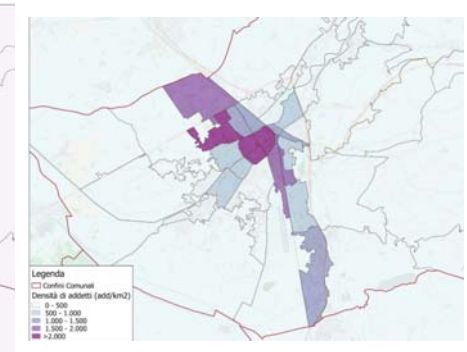 Legenda
Confini Comunali
Densità di addetti (add/km2)
0 - 500
500 - 1.000
1.000 - 1.500
1.500 - 2.000
>2.000